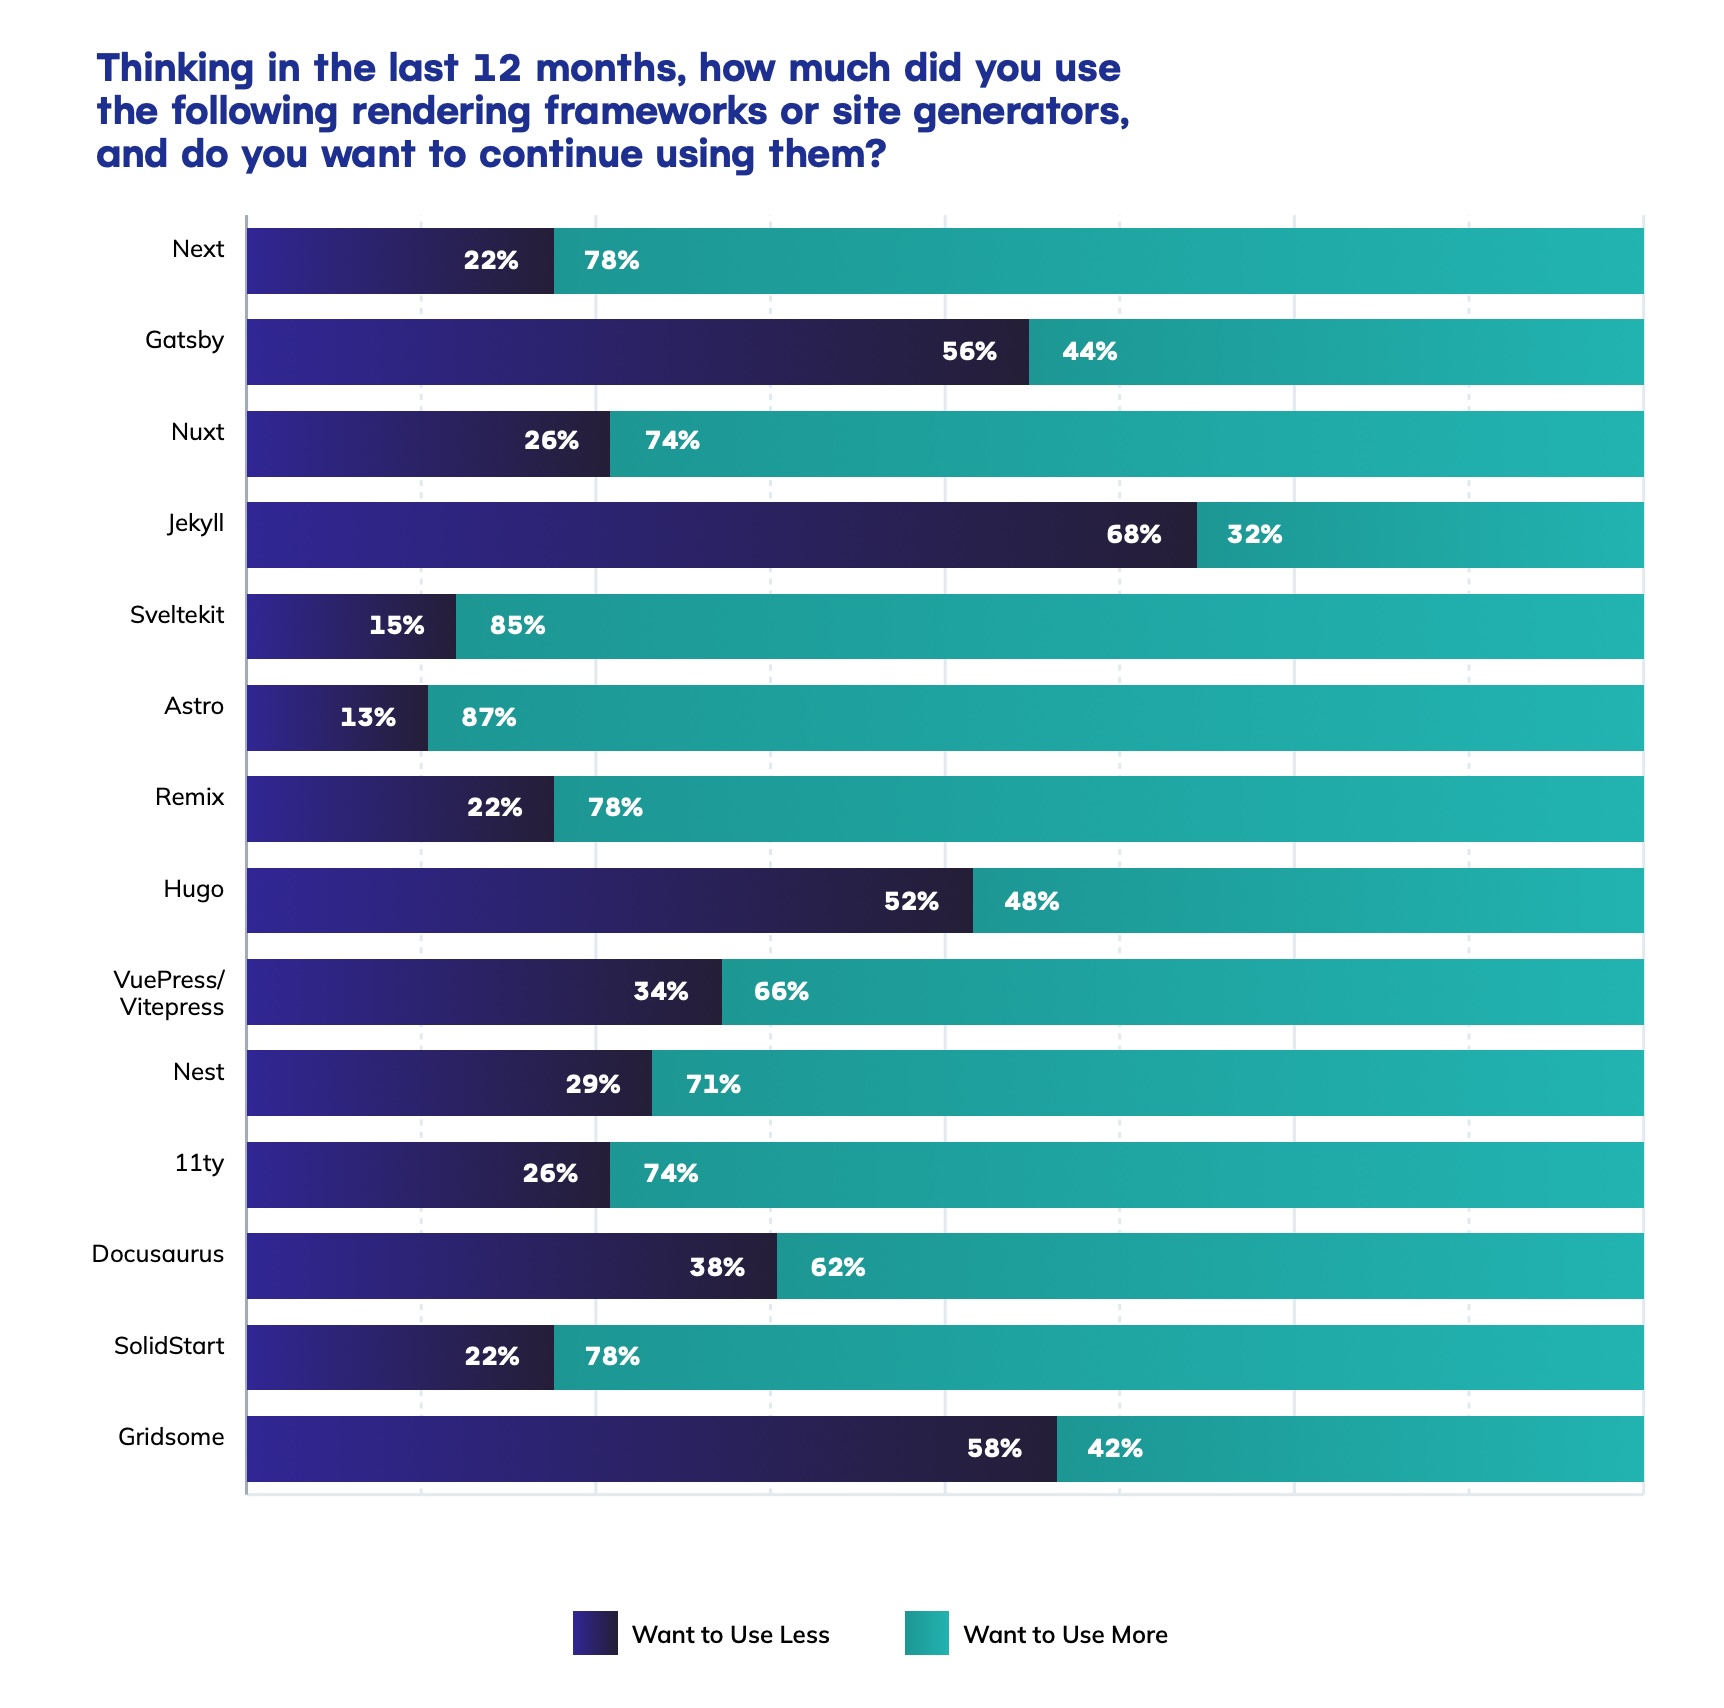 Thinking in the last 12 months, how much did you use
the following rendering frameworks or site generators,
and do you want to continue using them?
Next 22% 78%
Gatsby 56% 44%
Nuxt 26% 74%
Jekyll 68% 32%
Sveltekit 15% 85%
Astro 13% 87%
Remix 22% 78%
Hugo 52% 48%
VuePress/
Vitepress 34% 66%
Nest 29% 71%
11ty 26% 74%
Docusaurus 38% 62%
SolidStart 22% 78%
Gridsome 58% 42%
Want to Use Less Want to Use More